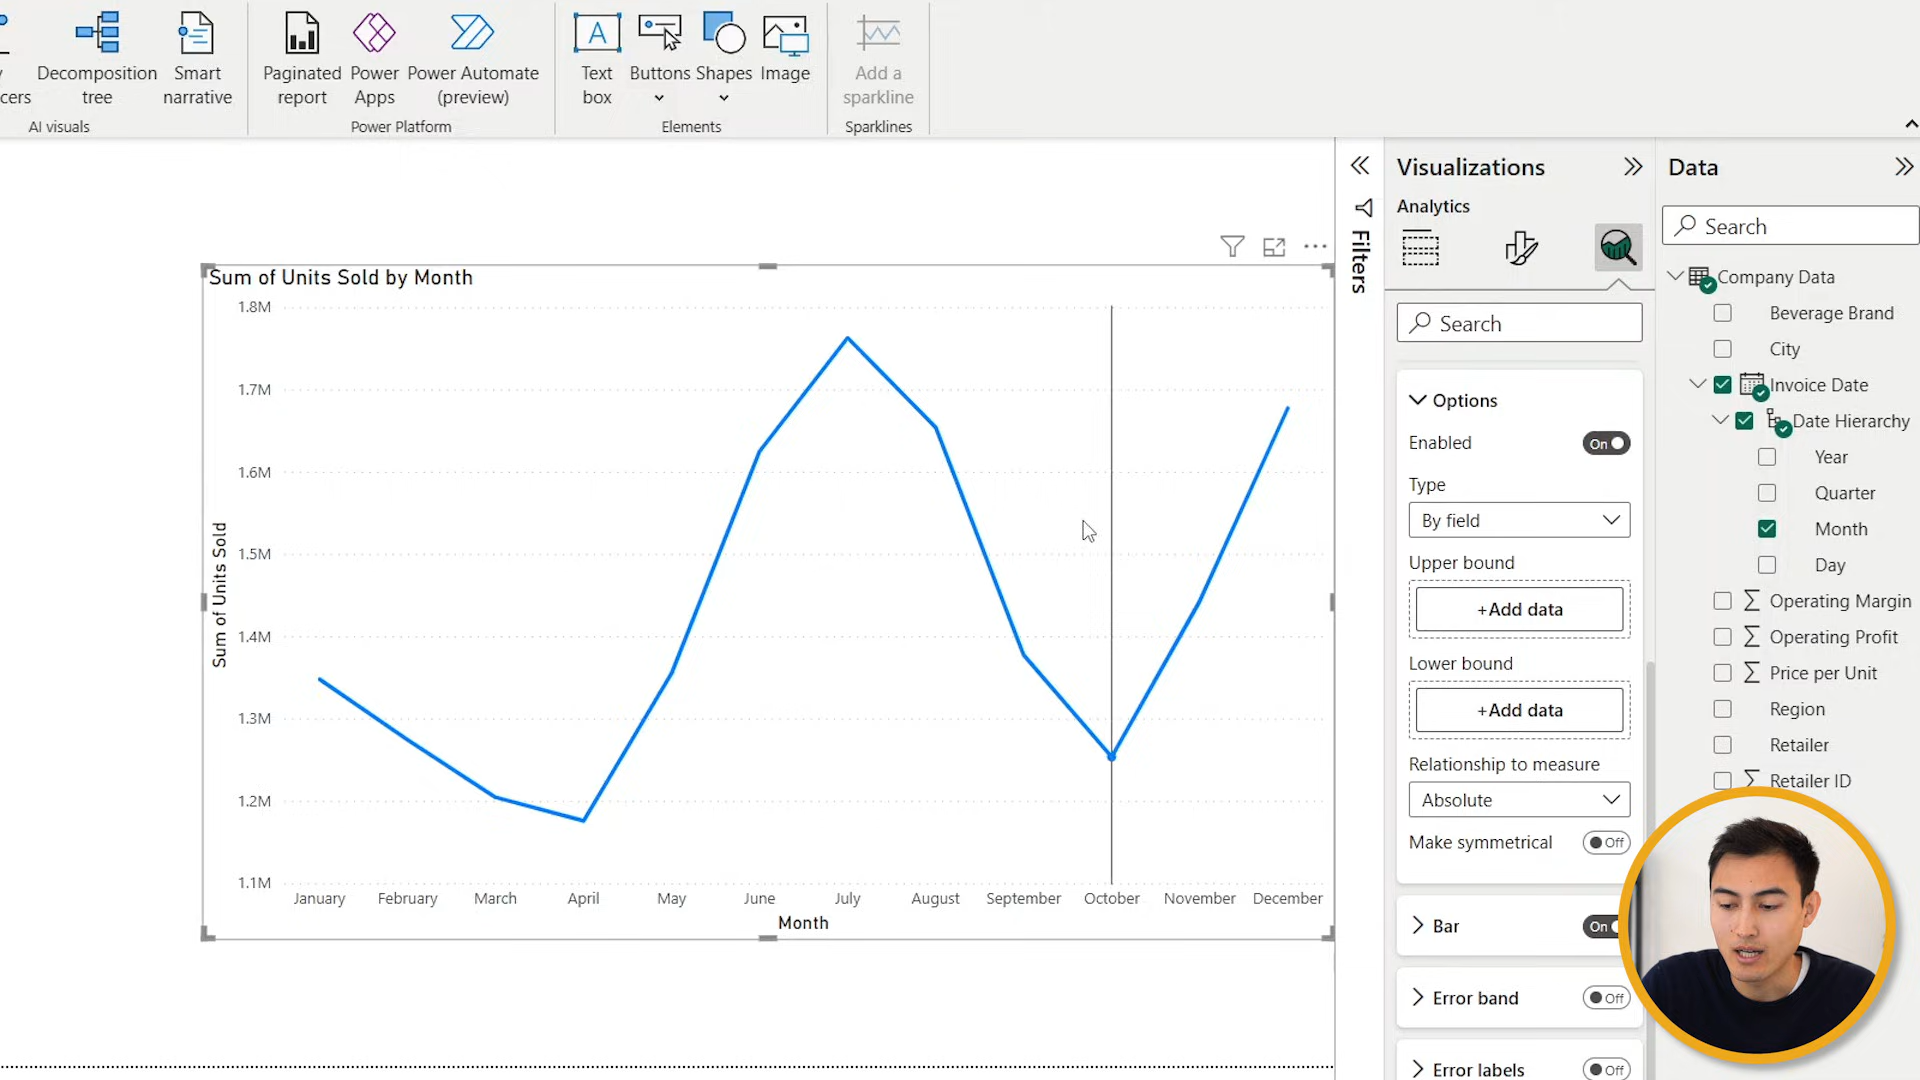 cers
Decomposition
tree
Smart
narrative
AI visuals
Paginated
report
Power
Apps
Power Automate
(preview)
Power Platform
Text
box
Buttons
Shapes
Image
Elements
Add a
sparkline
Sparklines
Filters
Visualizations
Analytics
Search
Options
Enabled
On
Type
By field
Upper bound
+Add data
Lower bound
+Add data
Relationship to measure
Absolute
Make symmetrical
Off
Bar
On
Error band
Off
Error labels
Off
Data
Search
Company Data
Beverage Brand
City
Invoice Date
Date Hierarchy
Year
Quarter
Month
Day
Operating Margin
Operating Profit
Price per Unit
Region
Retailer
Retailer ID
Sum of Units Sold by Month
1.8M
1.7M
1.6M
1.5M
1.4M
1.3M
1.2M
1.1M
Sum of Units Sold
January February March April May June July August September October November December
Month